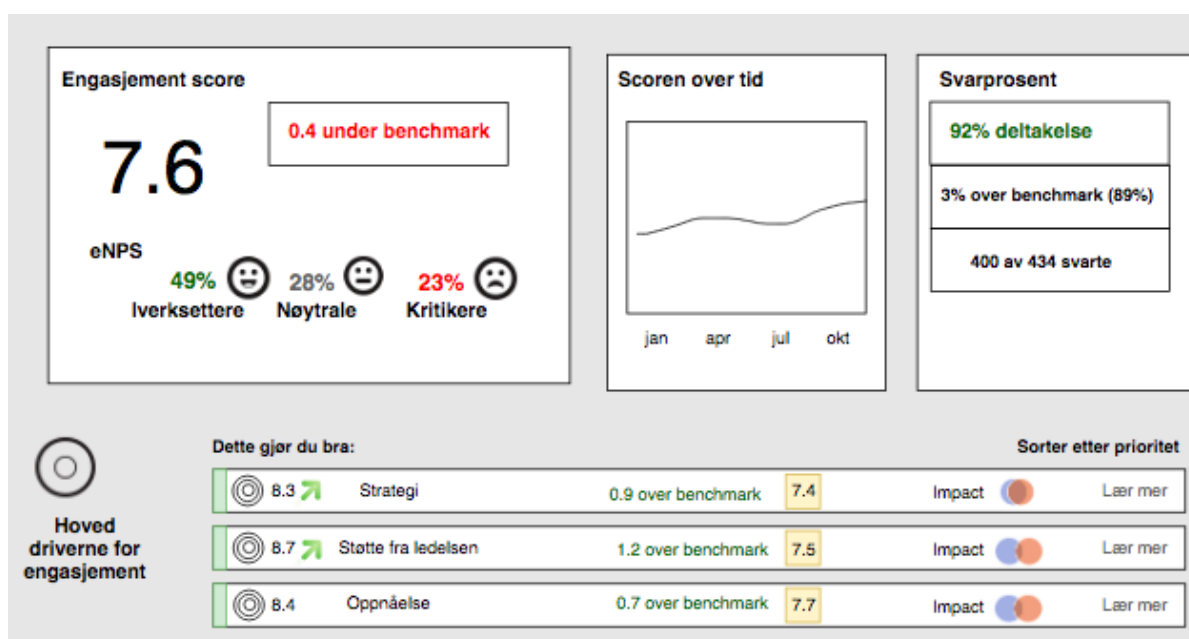 Engasjement score
0.4 under benchmark
7.6
eNPS
49% 28% 23%
Iverksettere Nøytrale Kritikere
Scoren over tid
jan apr jul okt
Svarprosent
92% deltakelse
3% over benchmark (89%)
400 av 434 svarte
Hoved
driverne for
engasjement
Dette gjør du bra: Sorter etter prioritet
8.3 Strategi 0.9 over benchmark 7.4 Impact Lær mer
8.7 Støtte fra ledelsen 1.2 over benchmark 7.5 Impact Lær mer
8.4 Oppnåelse 0.7 over benchmark 7.7 Impact Lær mer